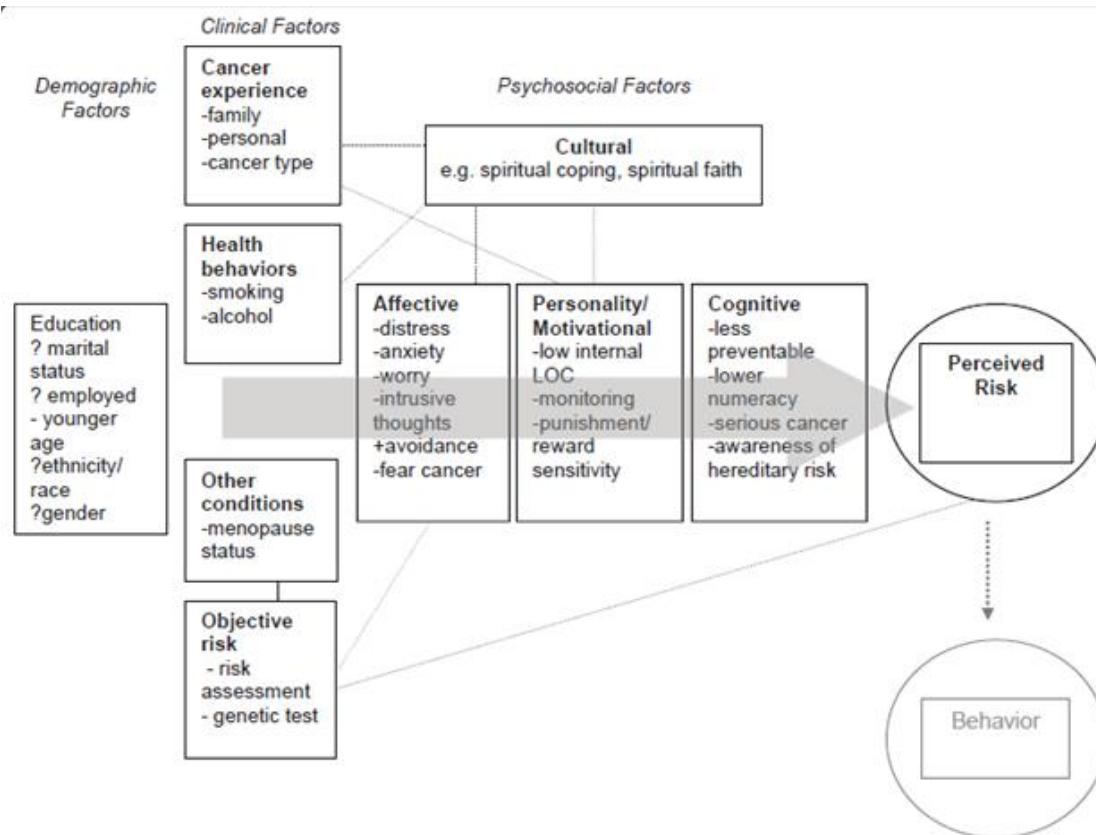 Clinical Factors
Demographic
Factors
Psychosocial Factors
Cancer
experience
-family
-personal
-cancer type
Cultural
e.g. spiritual coping, spiritual faith
Health
behaviors
-smoking
-alcohol
Education
? marital
status
? employed
- younger
age
?ethnicity/
race
?gender
Affective
-distress
-anxiety
-worry
-intrusive
thoughts
+avoidance
-fear cancer
Personality/
Motivational
-low internal
LOC
-monitoring
-punishment/
reward
sensitivity
Cognitive
-less
preventable
-lower
numeracy
-serious cancer
-awareness of
hereditary risk
Perceived
Risk
Other
conditions
-menopause
status
Objective
risk
- risk
assessment
- genetic test
Behavior